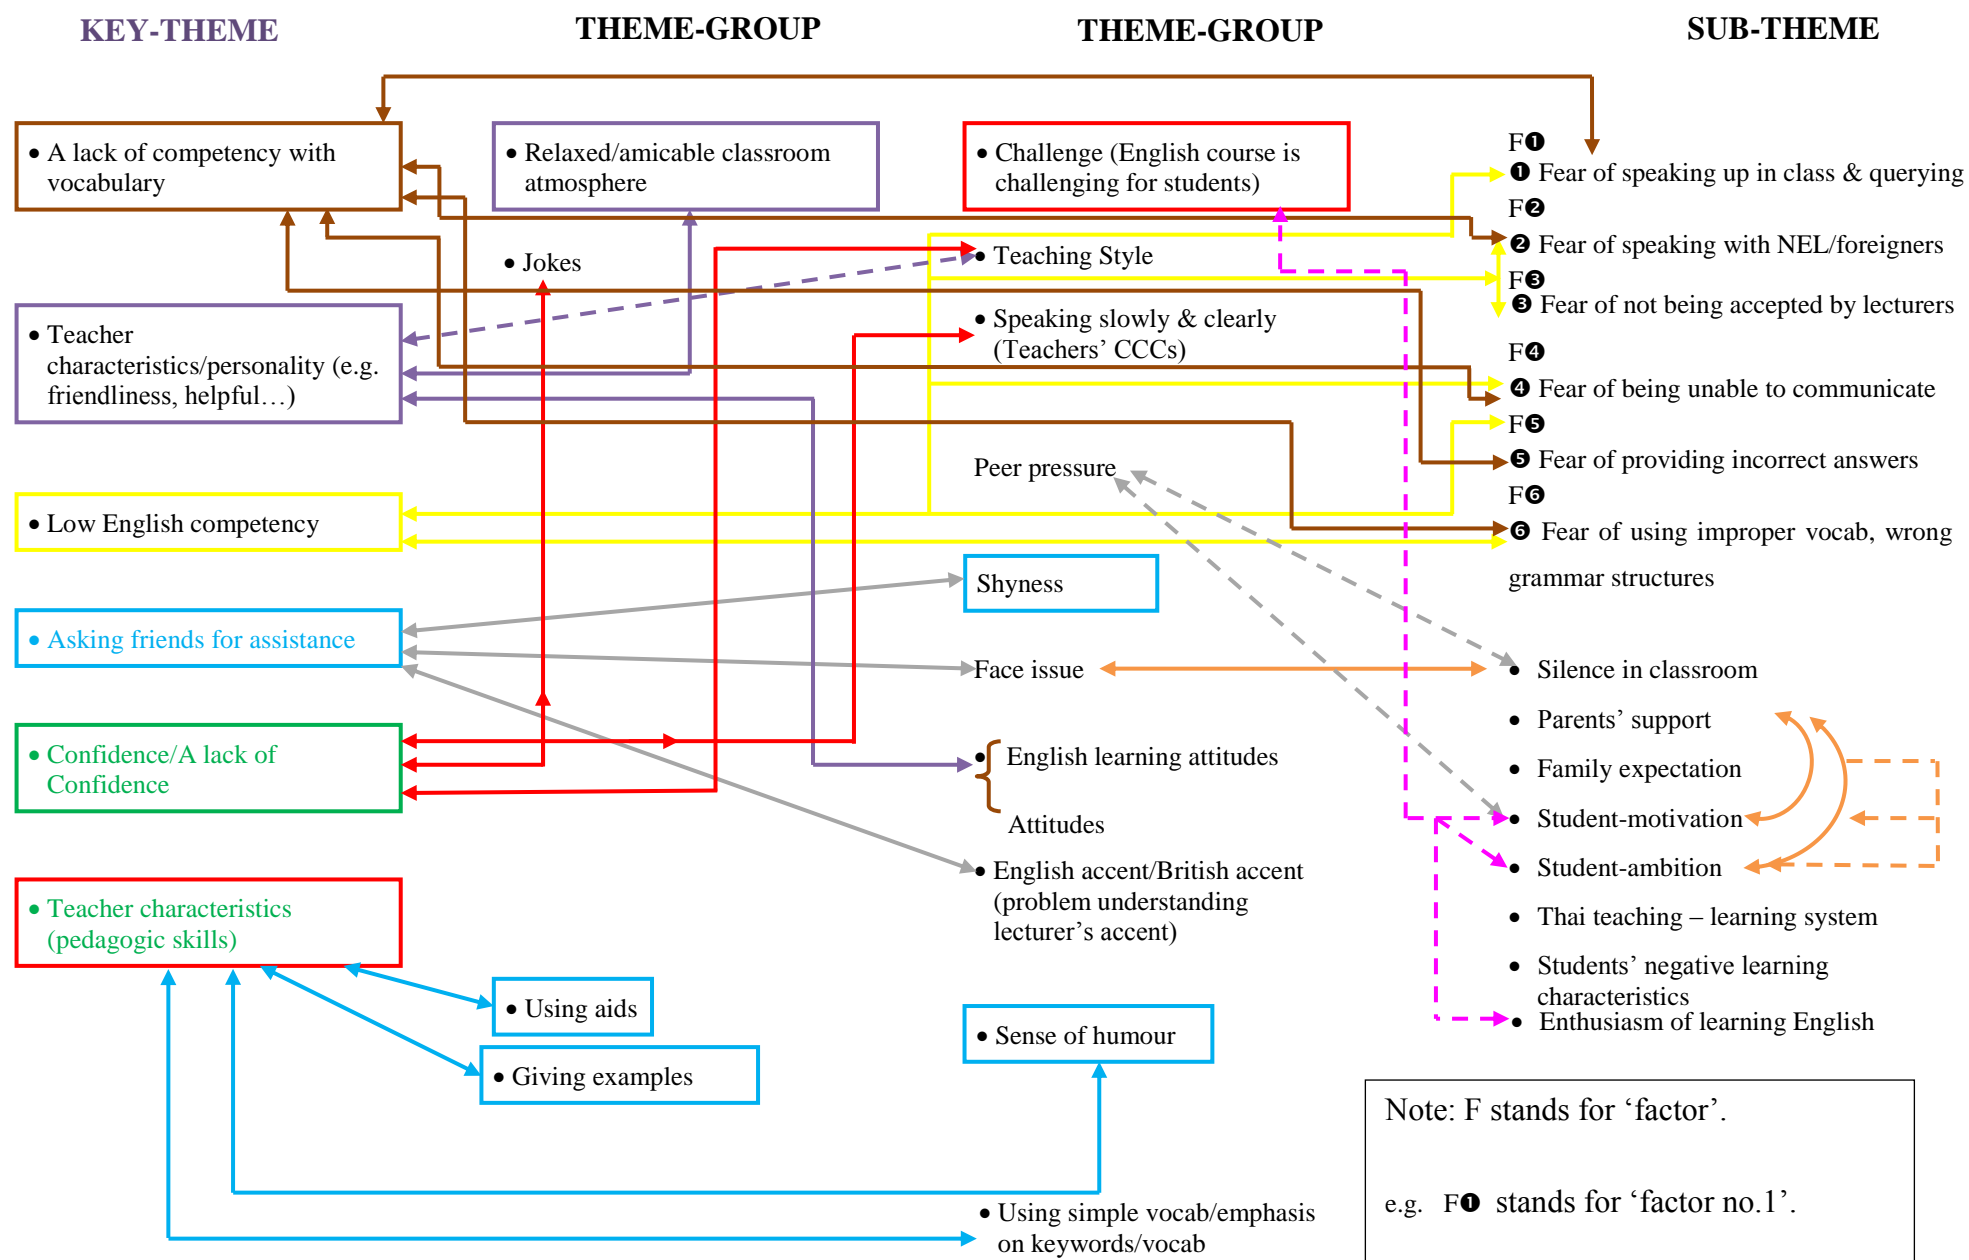 KEY-THEME
THEME-GROUP
THEME-GROUP
SUB-THEME
• A lack of competency with
vocabulary
• Teacher
characteristics/personality (e.g.
friendliness, helpful…)
• Low English competency
• Asking friends for assistance
• Confidence/A lack of
Confidence
• Teacher characteristics
(pedagogic skills)
• Relaxed/amicable classroom
atmosphere
• Jokes
• Using aids
• Giving examples
• Challenge (English course is
challenging for students)
• Teaching Style
• Speaking slowly & clearly
(Teachers’ CCCs)
Peer pressure
Shyness
Face issue
• English learning attitudes
Attitudes
• English accent/British accent
(problem understanding
lecturer’s accent)
• Sense of humour
• Using simple vocab/emphasis
on keywords/vocab
F❶
❶ Fear of speaking up in class & querying
F❷
❷ Fear of speaking with NEL/foreigners
F❸
❸ Fear of not being accepted by lecturers
F❹
❹ Fear of being unable to communicate
F❺
❺ Fear of providing incorrect answers
F❻
❻ Fear of using improper vocab, wrong
grammar structures
• Silence in classroom
• Parents’ support
• Family expectation
• Student-motivation
• Student-ambition
• Thai teaching – learning system
• Students’ negative learning
characteristics
• Enthusiasm of learning English
Note: F stands for ‘factor’.
e.g. F❶ stands for ‘factor no.1’.